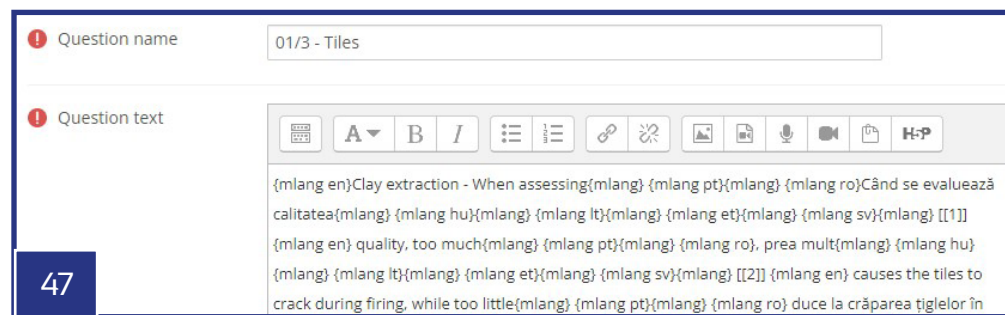 Question name
01/3 - Tiles
Question text
A B I H5P
{mlang en}Clay extraction - When assessing{mlang} {mlang pt}{mlang} {mlang ro}Când se evaluează
calitatea{mlang} {mlang hu}{mlang} {mlang lt}{mlang} {mlang et}{mlang} {mlang sv}{mlang} [[1]]
{mlang en} quality, too much{mlang} {mlang pt}{mlang} {mlang ro}, prea mult{mlang} {mlang hu}
{mlang} {mlang lt}{mlang} {mlang et}{mlang} {mlang sv}{mlang} [[2]] {mlang en} causes the tiles to
crack during firing, while too little{mlang} {mlang pt}{mlang} {mlang ro} duce la crăparea țiglelor în
47